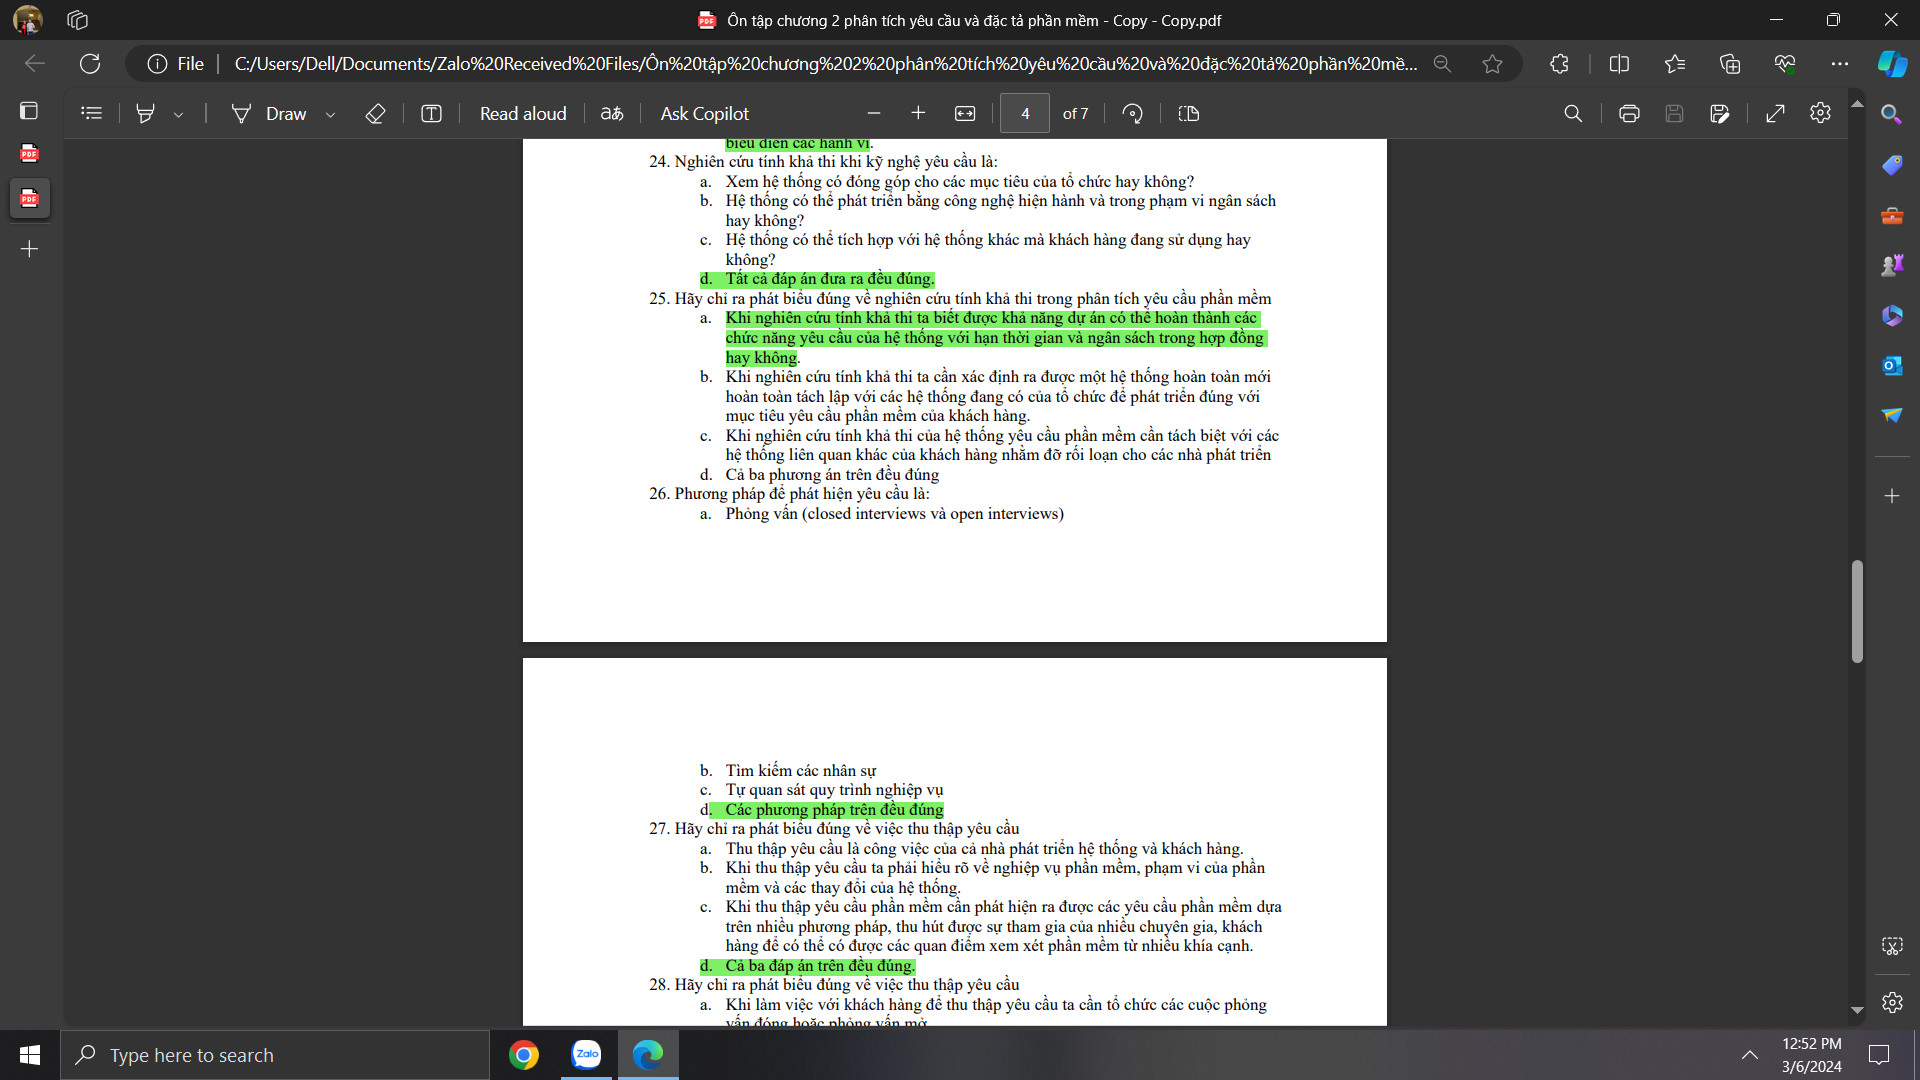 Ôn tập chương 2 phân tích yêu cầu và đặc tả phần mềm - Copy - Copy.pdf
File
C:/Users/Dell/Documents/Zalo%20Received%20Files/Ôn%20tập%20chương%202%20phân%20tích%20yêu%20cầu%20và%20đặc%20tả%20phần%20mề...
Draw
Read aloud
aあ
Ask Copilot
4
of 7
biểu diễn các hành vi.
24. Nghiên cứu tính khả thi khi kỹ nghệ yêu cầu là:
a. Xem hệ thống có đóng góp cho các mục tiêu của tổ chức hay không?
b. Hệ thống có thể phát triển bằng công nghệ hiện hành và trong phạm vi ngân sách
hay không?
c. Hệ thống có thể tích hợp với hệ thống khác mà khách hàng đang sử dụng hay
không?
d. Tất cả đáp án đưa ra đều đúng.
25. Hãy chỉ ra phát biểu đúng về nghiên cứu tính khả thi trong phân tích yêu cầu phần mềm
a. Khi nghiên cứu tính khả thi ta biết được khả năng dự án có thể hoàn thành các
chức năng yêu cầu của hệ thống với hạn thời gian và ngân sách trong hợp đồng
hay không.
b. Khi nghiên cứu tính khả thi ta cần xác định ra được một hệ thống hoàn toàn mới
hoàn toàn tách lập với các hệ thống đang có của tổ chức để phát triển đúng với
mục tiêu yêu cầu phần mềm của khách hàng.
c. Khi nghiên cứu tính khả thi của hệ thống yêu cầu phần mềm cần tách biệt với các
hệ thống liên quan khác của khách hàng nhằm đỡ rối loạn cho các nhà phát triển
d. Cả ba phương án trên đều đúng
26. Phương pháp để phát hiện yêu cầu là:
a. Phỏng vấn (closed interviews và open interviews)
b. Tìm kiếm các nhân sự
c. Tự quan sát quy trình nghiệp vụ
d. Các phương pháp trên đều đúng
27. Hãy chỉ ra phát biểu đúng về việc thu thập yêu cầu
a. Thu thập yêu cầu là công việc của cả nhà phát triển hệ thống và khách hàng.
b. Khi thu thập yêu cầu ta phải hiểu rõ về nghiệp vụ phần mềm, phạm vi của phần
mềm và các thay đổi của hệ thống.
c. Khi thu thập yêu cầu phần mềm cần phát hiện ra được các yêu cầu phần mềm dựa
trên nhiều phương pháp, thu hút được sự tham gia của nhiều chuyên gia, khách
hàng để có thể có được các quan điểm xem xét phần mềm từ nhiều khía cạnh.
d. Cả ba đáp án trên đều đúng.
28. Hãy chỉ ra phát biểu đúng về việc thu thập yêu cầu
a. Khi làm việc với khách hàng để thu thập yêu cầu ta cần tổ chức các cuộc phỏng
vấn đóng hoặc phỏng vấn mở
Type here to search
Zalo
12:52 PM
3/6/2024